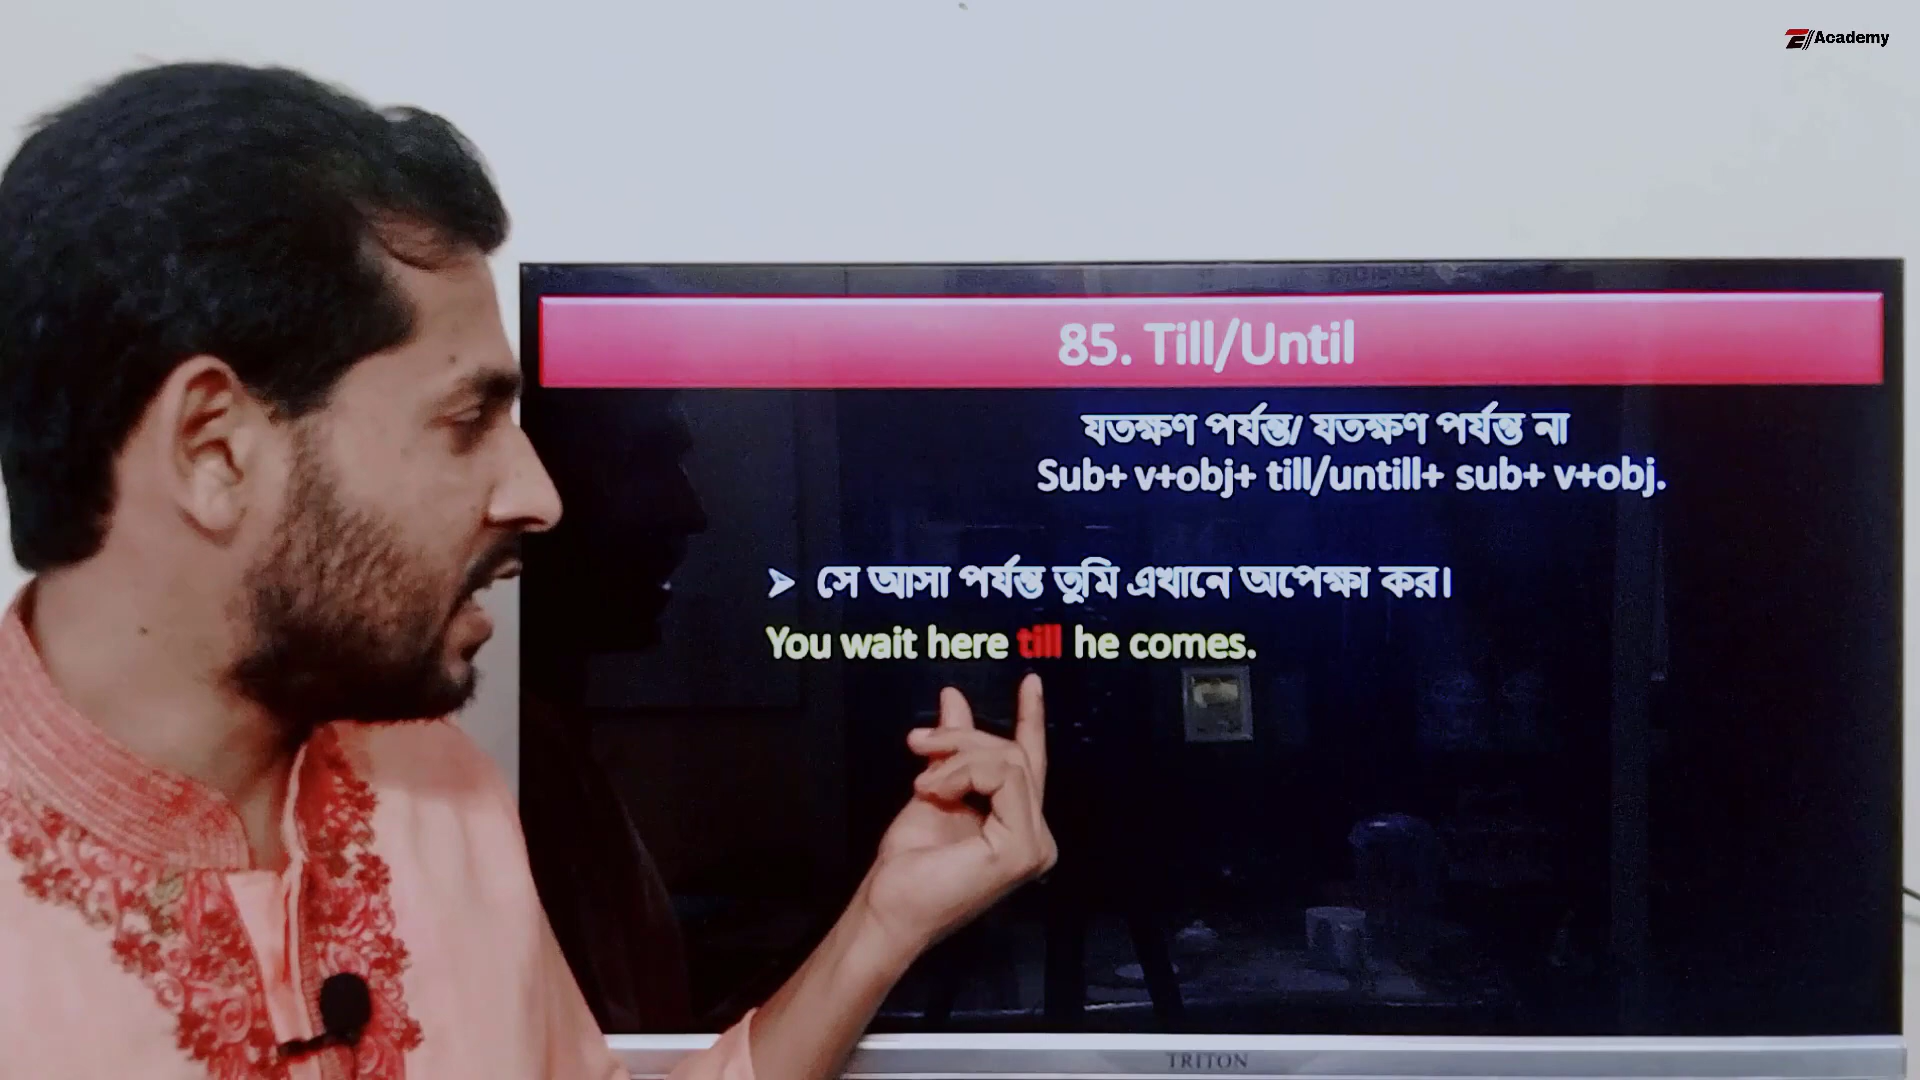 Academy
85. Till/Until
যতক্ষণ পর্যন্ত/ যতক্ষণ পর্যন্ত না
Sub+ v+obj+ till/untill+ sub+ v+obj.
➤ সে আসা পর্যন্ত তুমি এখানে অপেক্ষা কর।
You wait here till he comes.
TRITON